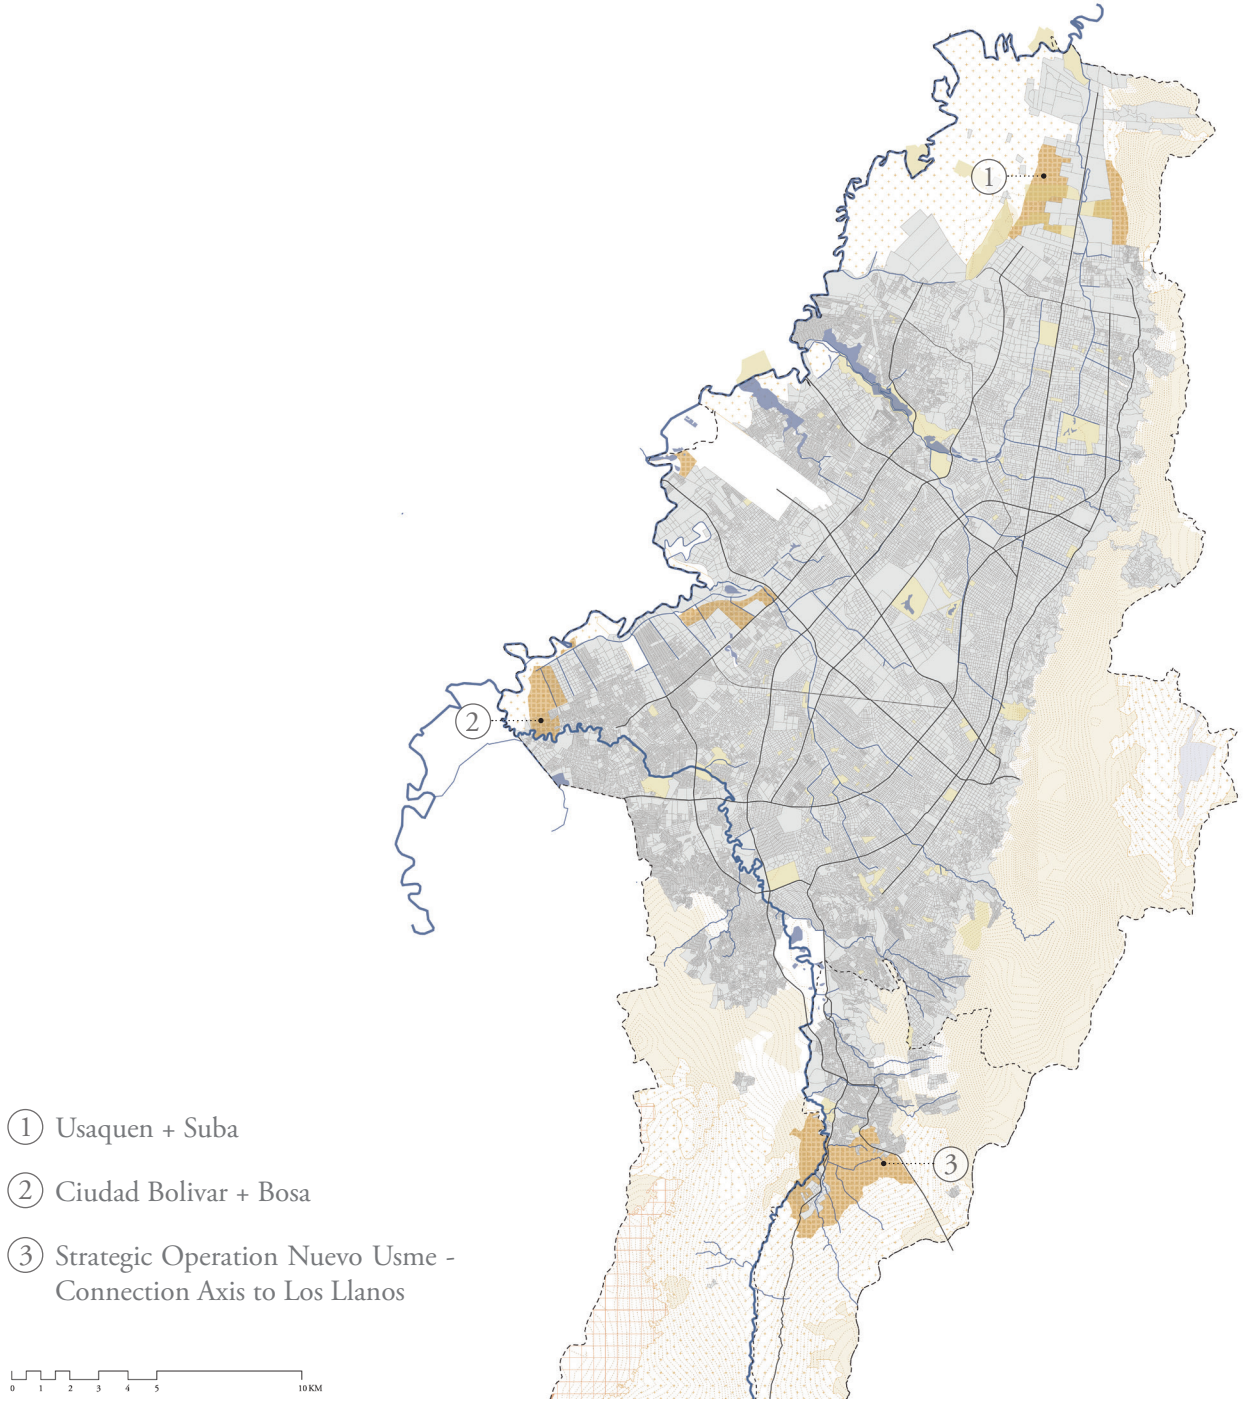 1
2
3
1 Usaquen + Suba
2 Ciudad Bolivar + Bosa
3 Strategic Operation Nuevo Usme -
Connection Axis to Los Llanos
0 1 2 3 4 5 10 KM